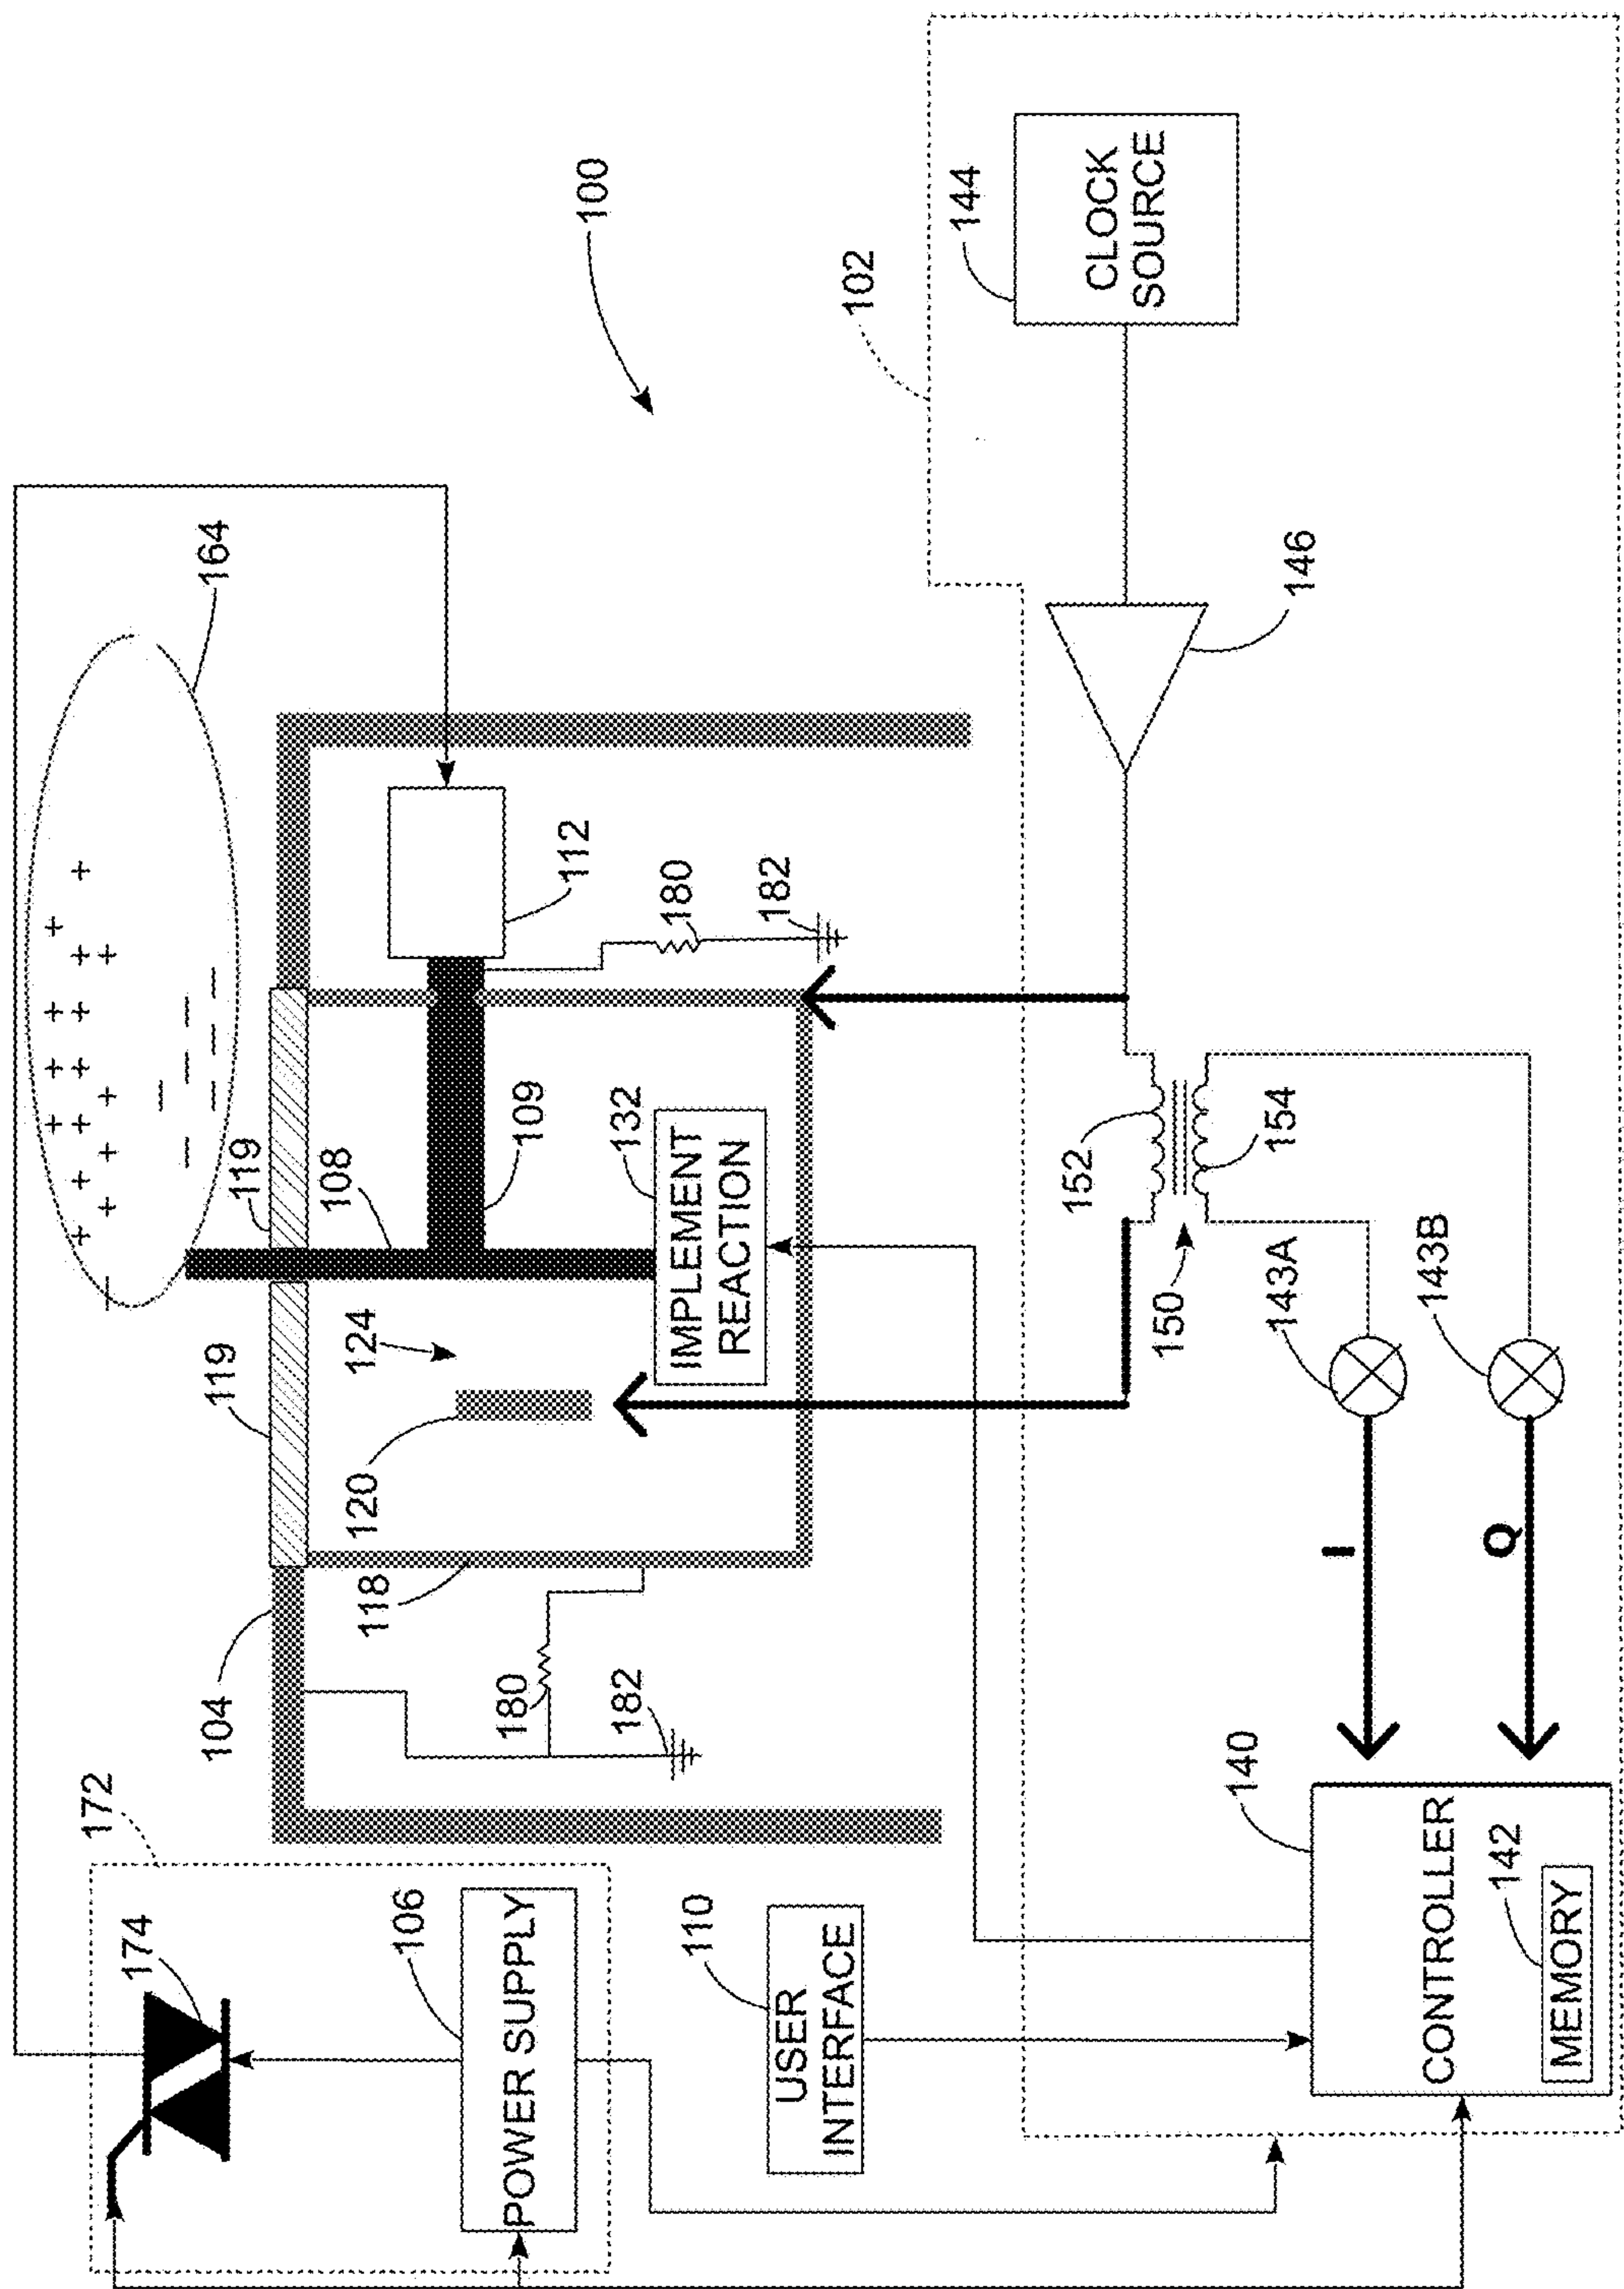 174
172
104
119
119
164
106
120
118
124
108
POWER SUPPLY
180
109
112
100
182
132
180
110
IMPLEMENT
REACTION
182
USER
INTERFACE
102
144
152
CLOCK
SOURCE
150
140
143A
154
146
I
CONTROLLER
143B
142
Q
MEMORY